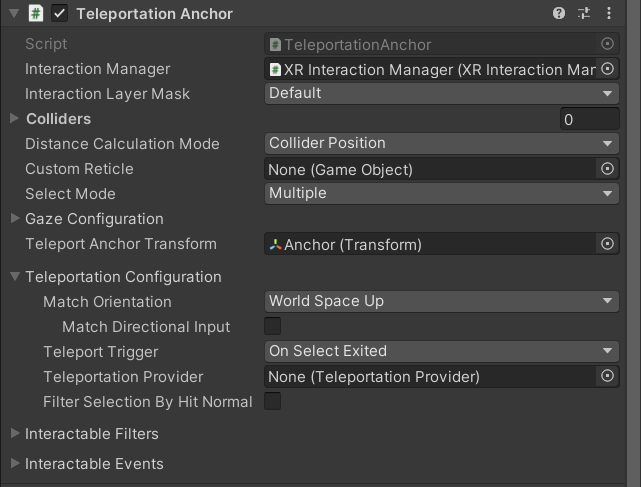 Teleportation Anchor
Script TeleportationAnchor
Interaction Manager XR Interaction Manager (XR Interaction Mar
Interaction Layer Mask Default
Colliders 0
Distance Calculation Mode Collider Position
Custom Reticle None (Game Object)
Select Mode Multiple
Gaze Configuration
Teleport Anchor Transform Anchor (Transform)
Teleportation Configuration
Match Orientation World Space Up
Match Directional Input
Teleport Trigger On Select Exited
Teleportation Provider None (Teleportation Provider)
Filter Selection By Hit Normal
Interactable Filters
Interactable Events